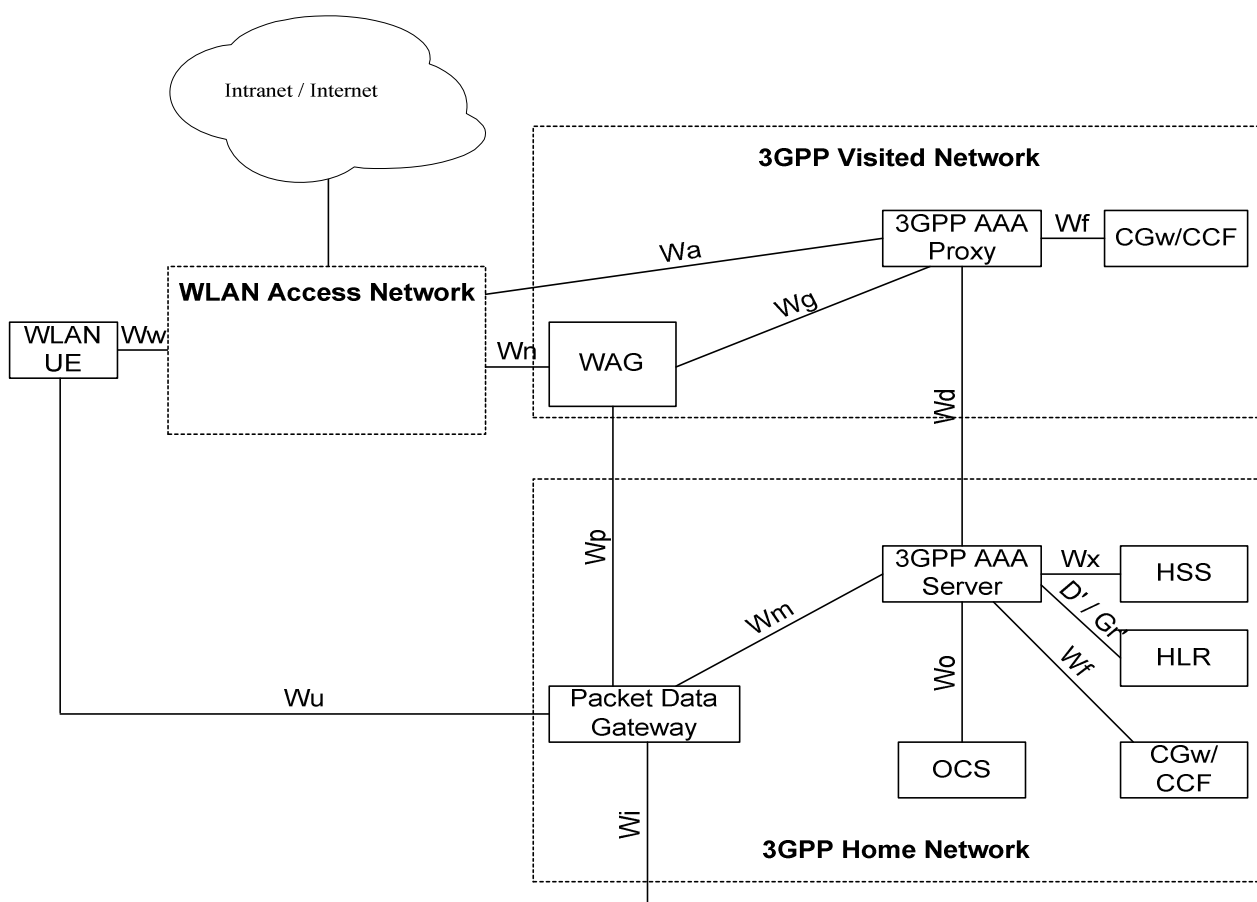 Intranet / Internet
3GPP Visited Network
3GPP AAA
Proxy
Wf
CGw/CCF
Wa
WLAN Access Network
Wg
WLAN
UE
Ww
Wn
WAG
Wd
Wp
3GPP AAA
Server
Wx
HSS
D' / Gr'
HLR
Wm
Wo
Wf
Wu
Packet Data
Gateway
OCS
CGw/
CCF
Wi
3GPP Home Network